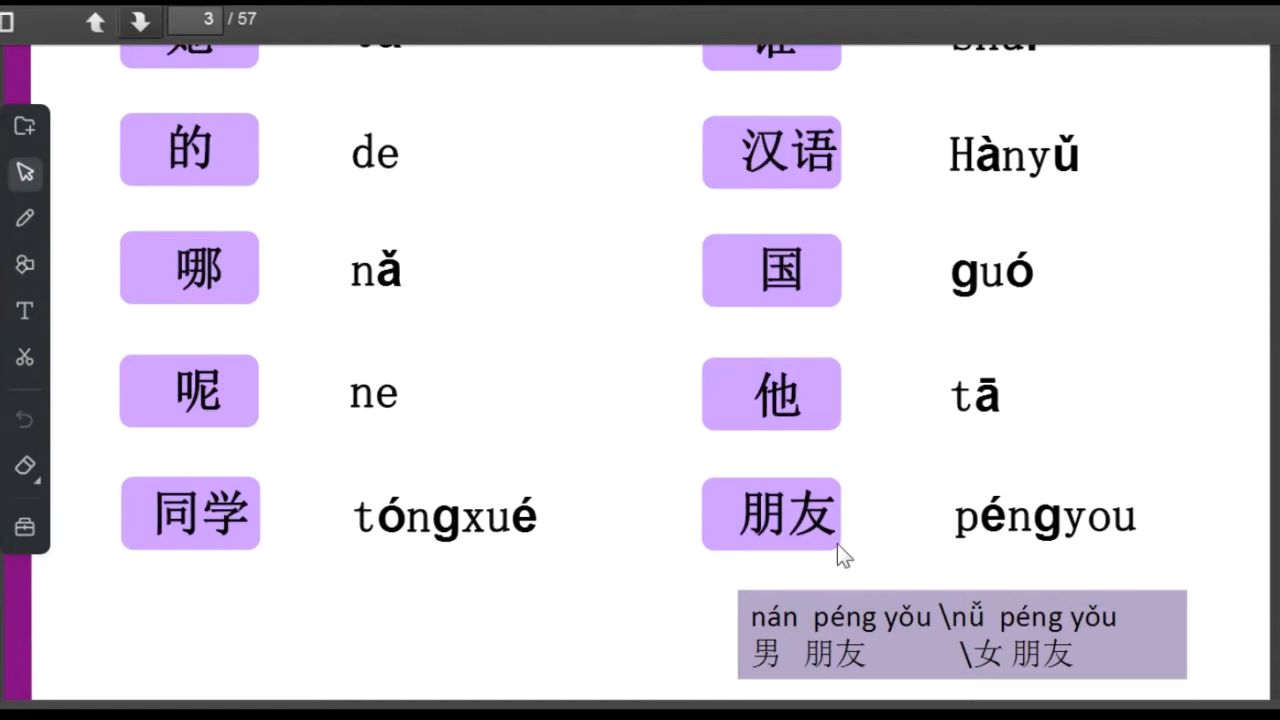 3 / 57
的 de 汉语 Hànyǔ
哪 nǎ 国 guó
呢 ne 他 tā
同学 tóngxué 朋友 péngyou
nán péng yǒu \nǚ péng yǒu
男 朋友 \女 朋友